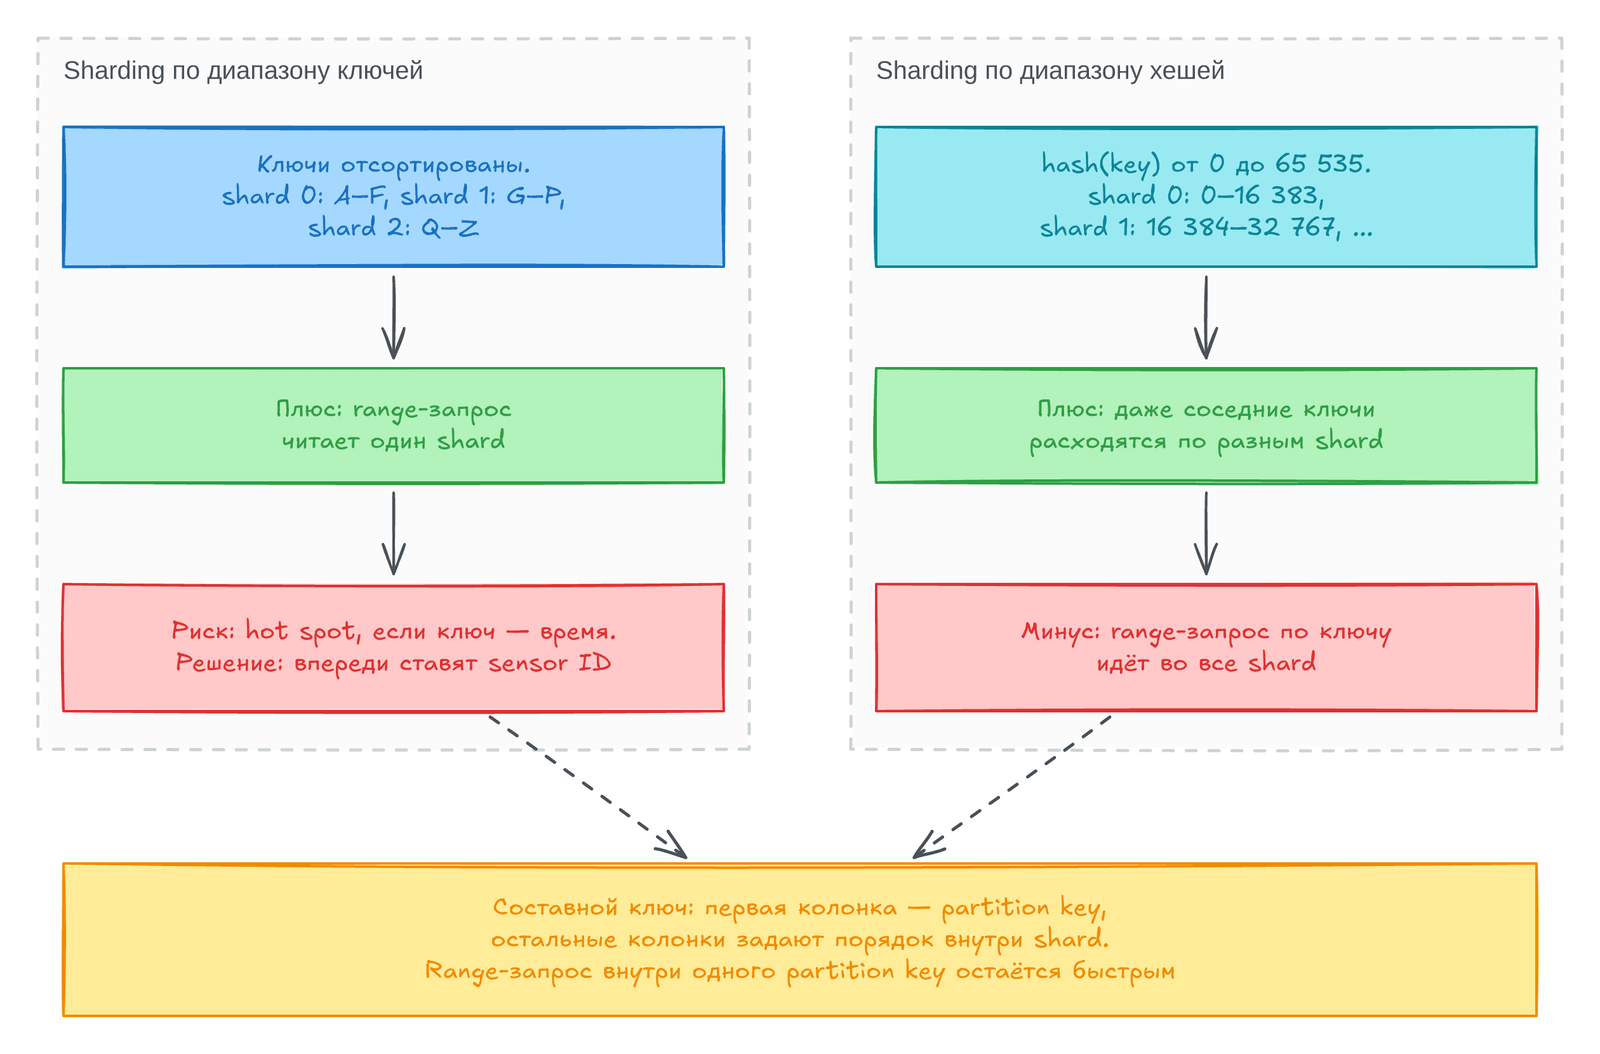 Sharding по диапазону ключей
Ключи отсортированы.
shard 0: A–F, shard 1: G–P,
shard 2: Q–Z
Плюс: range-запрос
читает один shard
Риск: hot spot, если ключ — время.
Решение: впереди ставят sensor ID
Sharding по диапазону хешей
hash(key) от 0 до 65 535.
shard 0: 0–16 383,
shard 1: 16 384–32 767, ...
Плюс: даже соседние ключи
расходятся по разным shard
Минус: range-запрос по ключу
идёт во все shard
Составной ключ: первая колонка — partition key,
остальные колонки задают порядок внутри shard.
Range-запрос внутри одного partition key остаётся быстрым